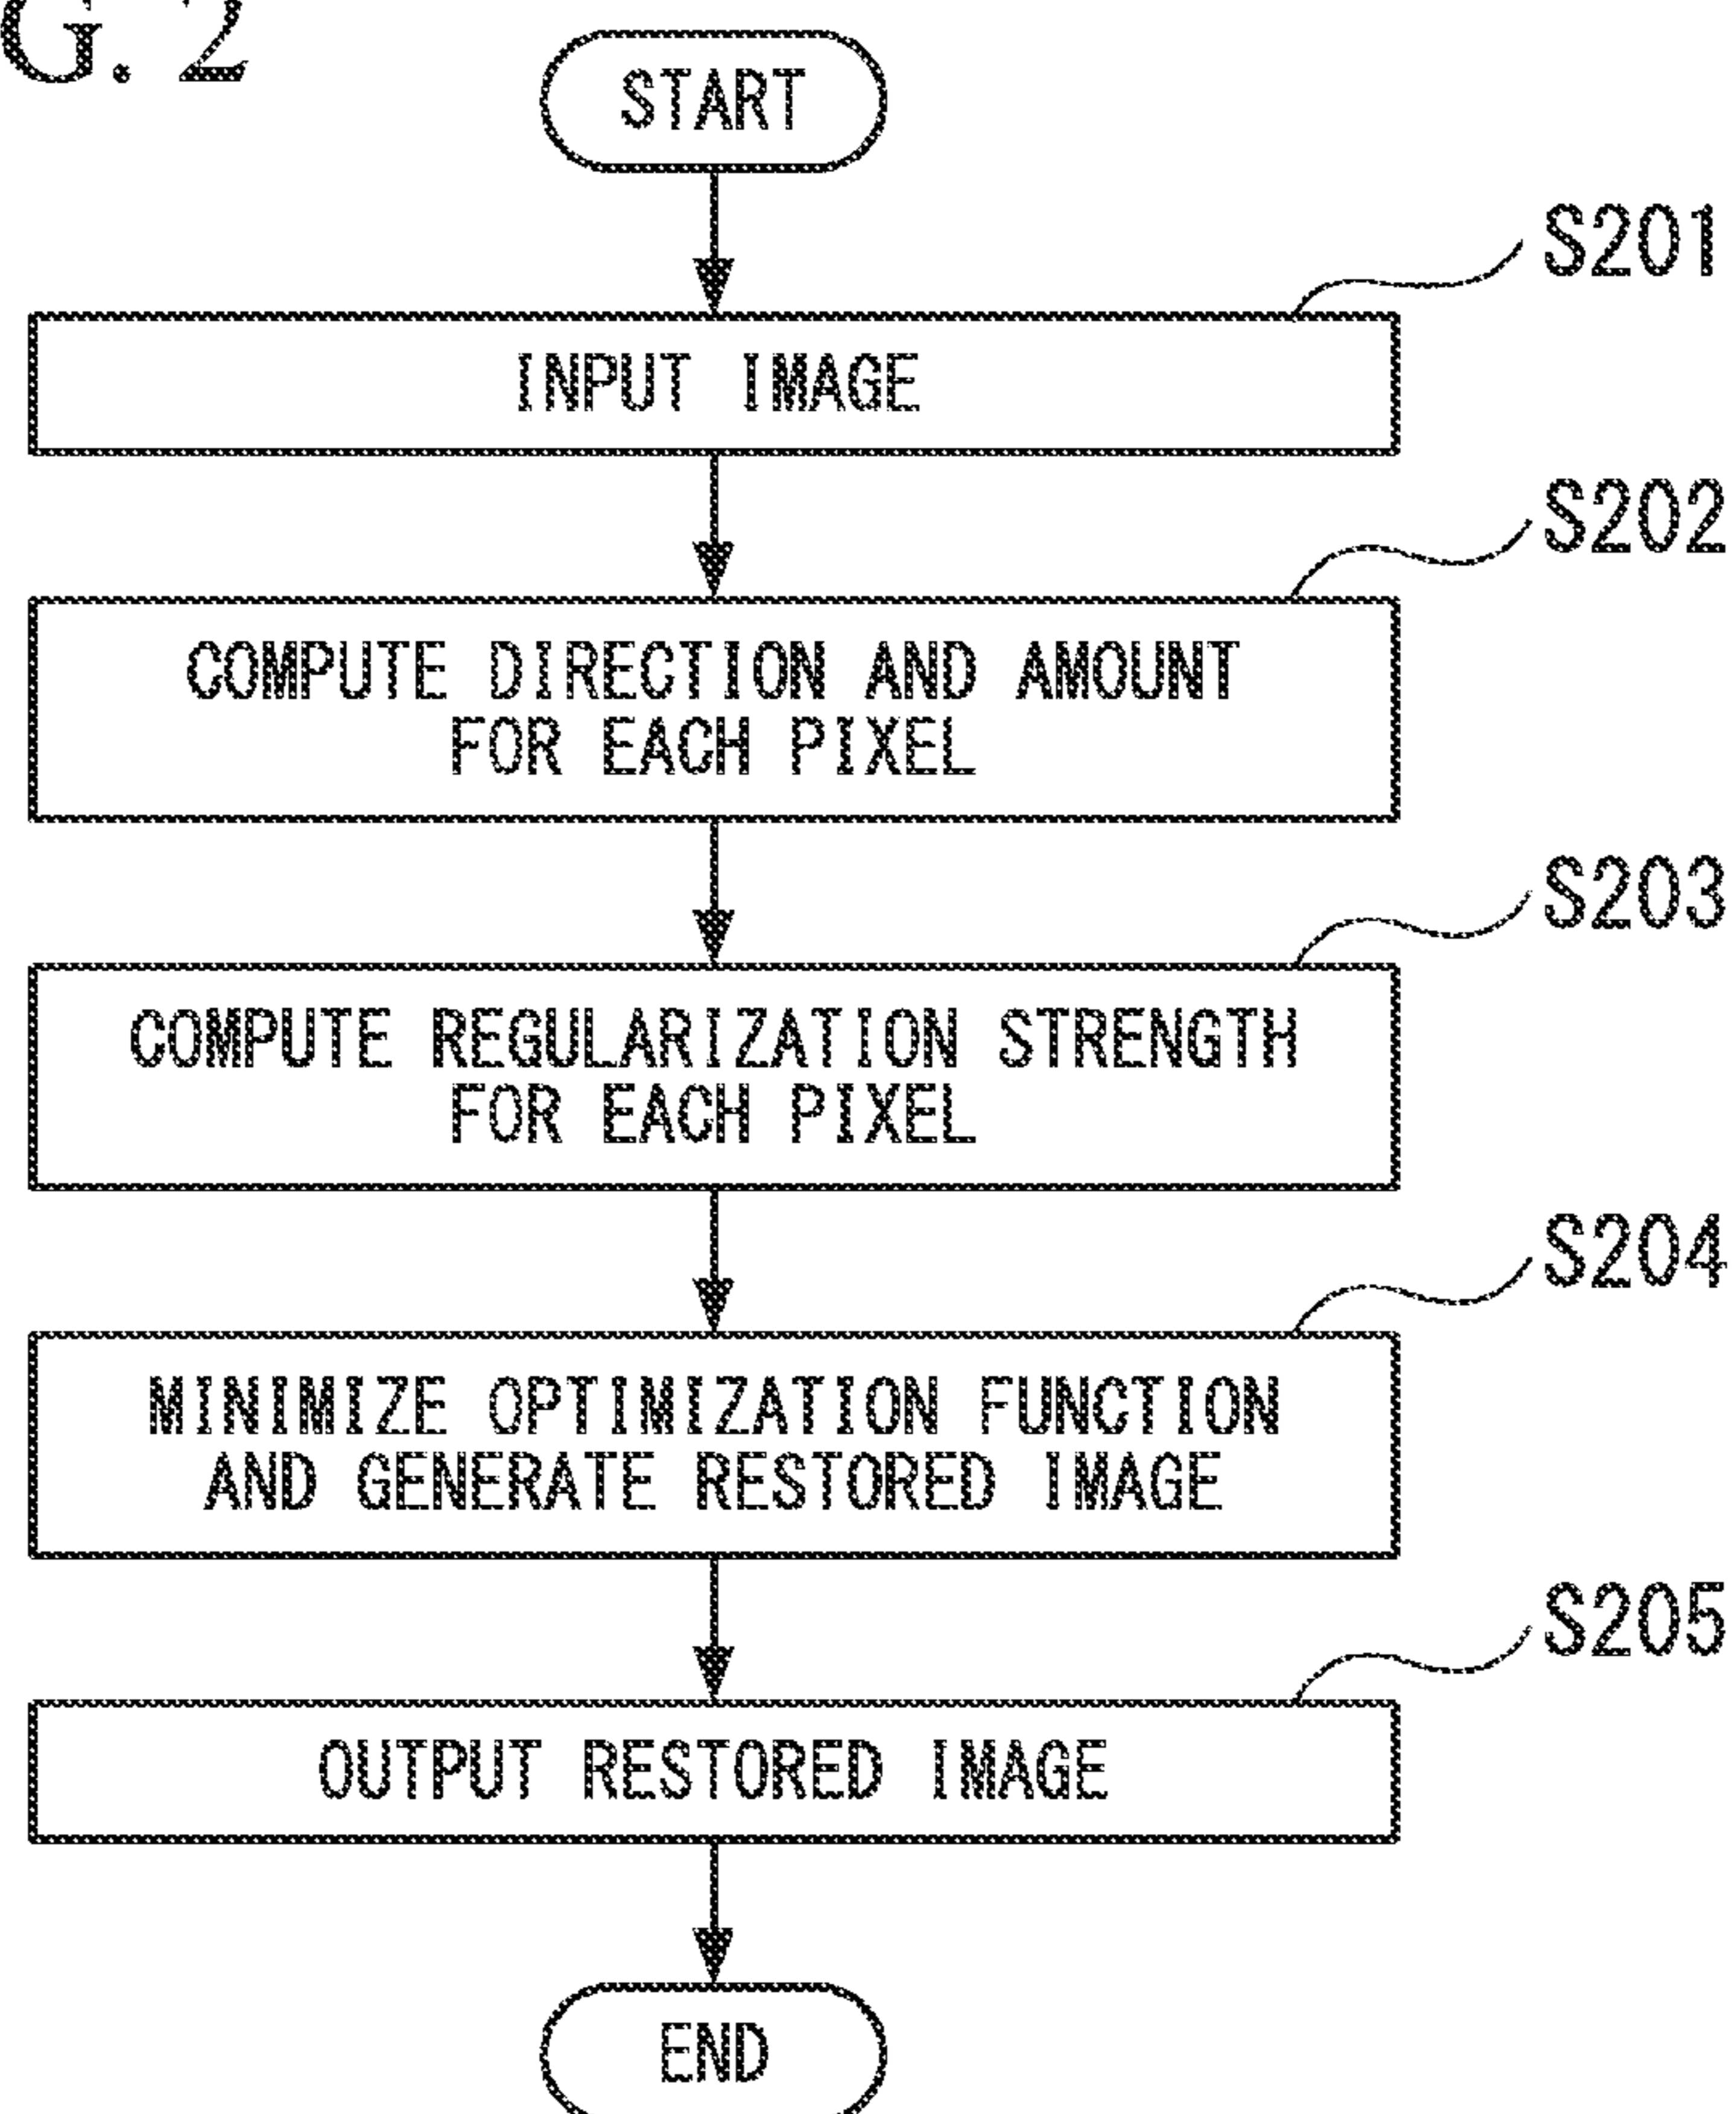 G. 2
START
S201
INPUT IMAGE
S202
COMPUTE DIRECTION AND AMOUNT
FOR EACH PIXEL
S203
COMPUTE REGULARIZATION STRENGTH
FOR EACH PIXEL
S204
MINIMIZE OPTIMIZATION FUNCTION
AND GENERATE RESTORED IMAGE
S205
OUTPUT RESTORED IMAGE
END